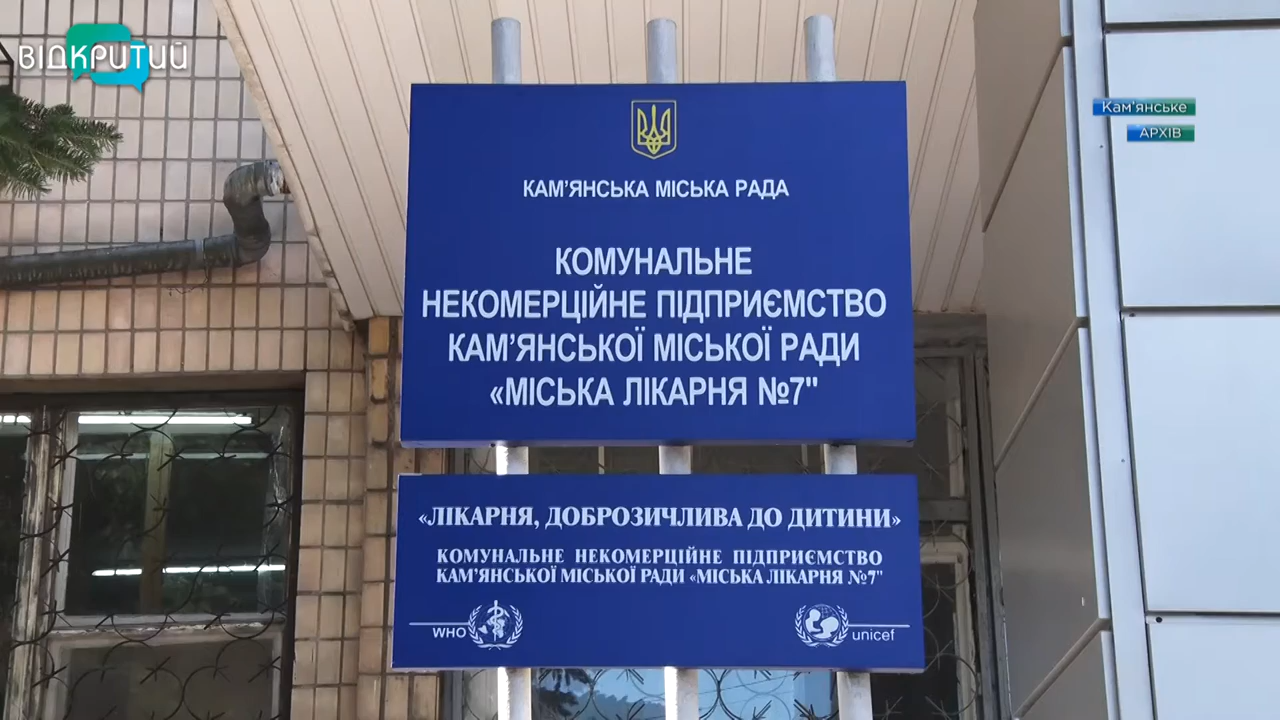 ВІДКРИТИЙ
Кам'янське
АРХІВ
КАМ'ЯНСЬКА МІСЬКА РАДА
КОМУНАЛЬНЕ
НЕКОМЕРЦІЙНЕ ПІДПРИЄМСТВО
КАМ'ЯНСЬКОЇ МІСЬКОЇ РАДИ
«МІСЬКА ЛІКАРНЯ №7"
«ЛІКАРНЯ, ДОБРОЗИЧЛИВА ДО ДИТИНИ»
КОМУНАЛЬНЕ НЕКОМЕРЦІЙНЕ ПІДПРИЄМСТВО
КАМ'ЯНСЬКОЇ МІСЬКОЇ РАДИ «МІСЬКА ЛІКАРНЯ №7"
WHO
unicef